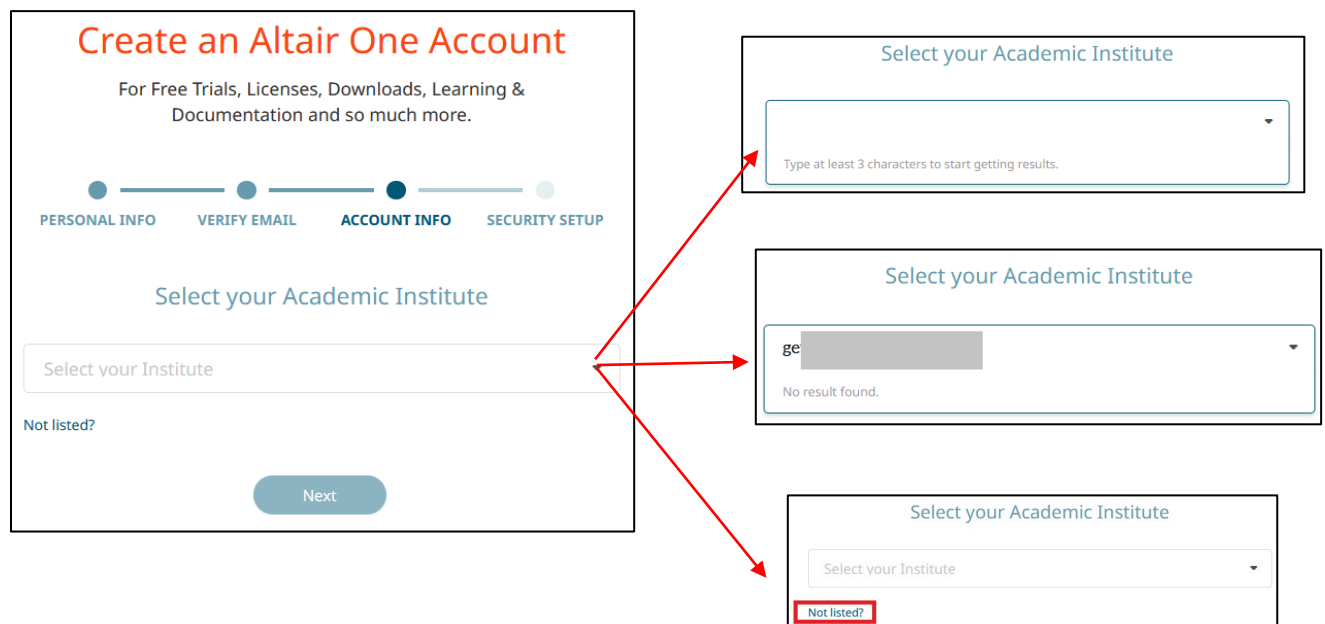 Create an Altair One Account
For Free Trials, Licenses, Downloads, Learning &
Documentation and so much more.
PERSONAL INFO
VERIFY EMAIL
ACCOUNT INFO
SECURITY SETUP
Select your Academic Institute
Select your Institute
Not listed?
Next
Select your Academic Institute
Type at least 3 characters to start getting results.
Select your Academic Institute
No result found.
Select your Academic Institute
Select your Institute
Not listed?